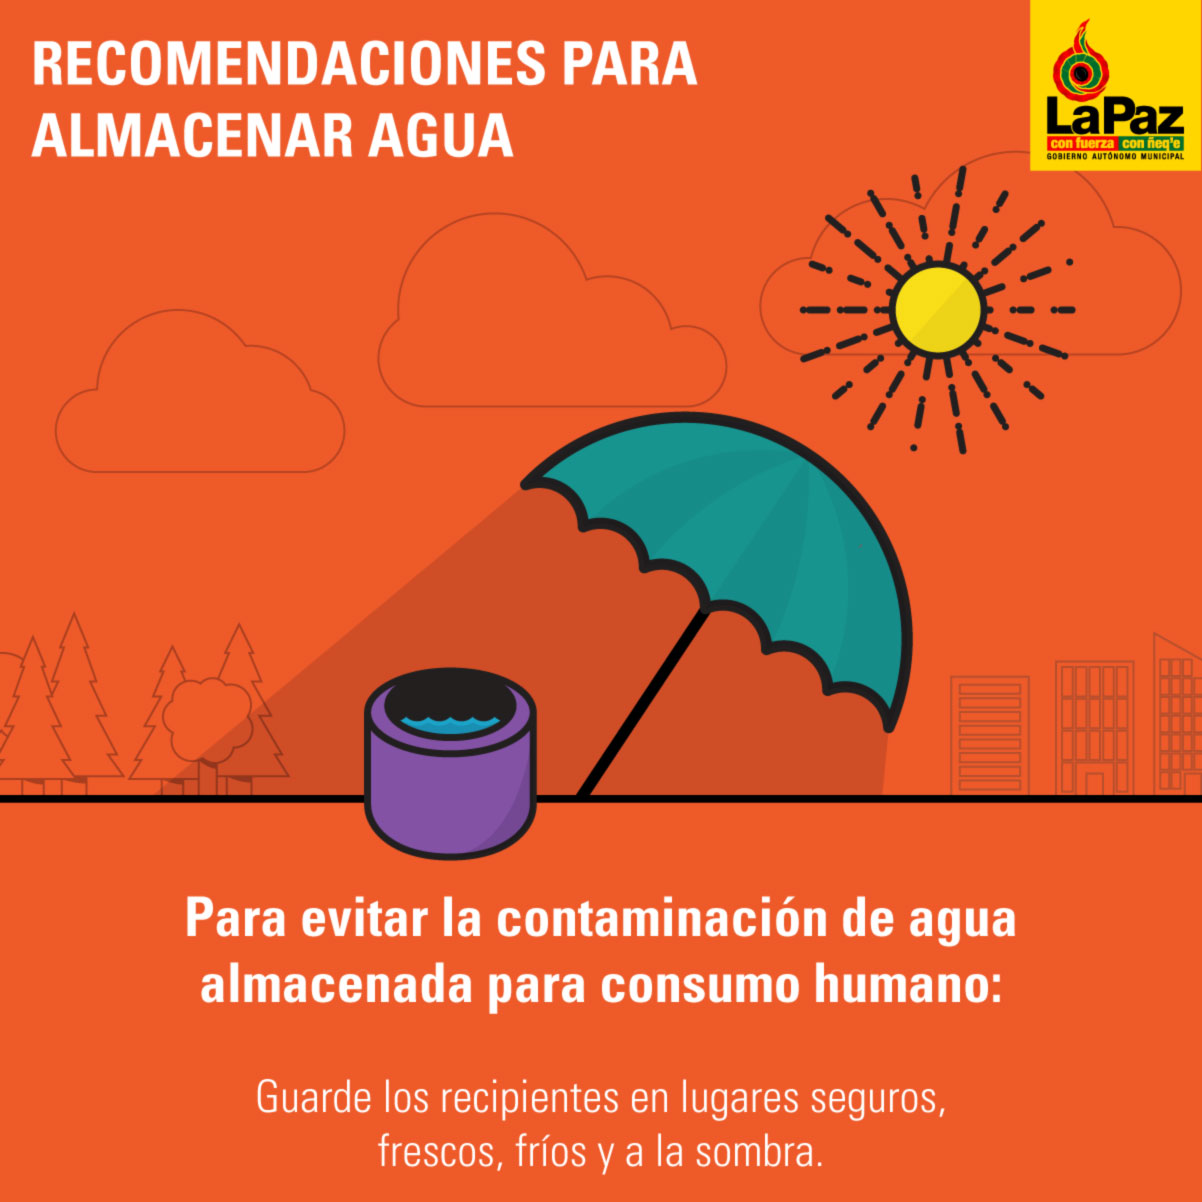 RECOMENDACIONES PARA
ALMACENAR AGUA
LaPaz
con fuerza con ñeq'e
GOBIERNO AUTÓNOMO MUNICIPAL
Para evitar la contaminación de agua
almacenada para consumo humano:
Guarde los recipientes en lugares seguros,
frescos, fríos y a la sombra.